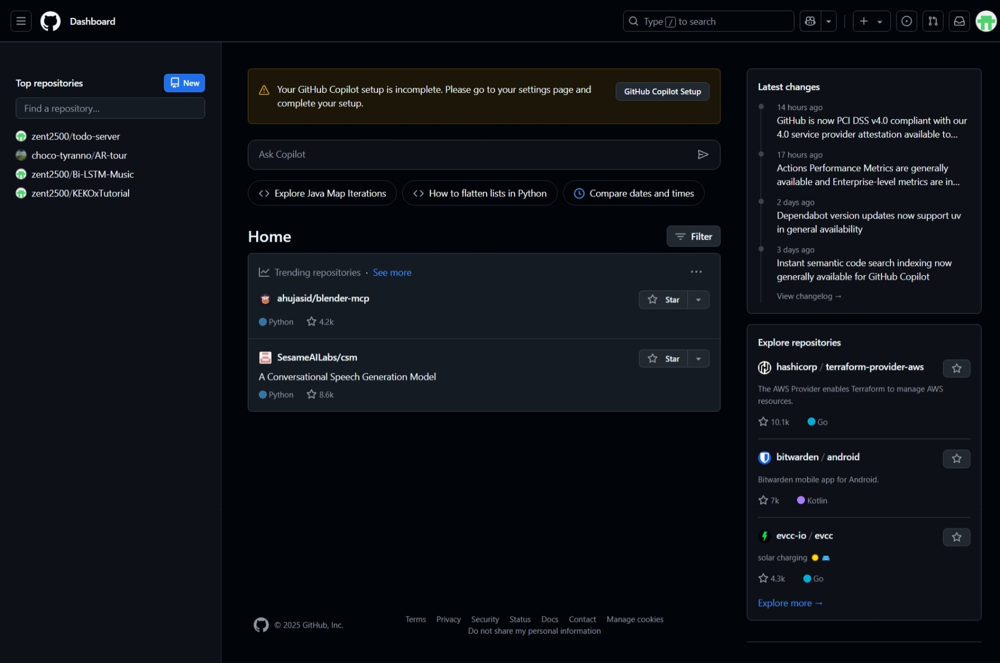 Dashboard
Type / to search
Top repositories
New
Find a repository...
zent2500/todo-server
choco-tyranno/AR-tour
zent2500/Bi-LSTM-Music
zent2500/KEKOxTutorial
Your GitHub Copilot setup is incomplete. Please go to your settings page and
complete your setup.
GitHub Copilot Setup
Ask Copilot
Explore Java Map Iterations
How to flatten lists in Python
Compare dates and times
Home
Filter
Trending repositories · See more
ahujasid/blender-mcp
Star
Python 4.2k
SesameAILabs/csm
Star
A Conversational Speech Generation Model
Python 8.6k
Latest changes
14 hours ago
GitHub is now PCI DSS v4.0 compliant with our
4.0 service provider attestation available to...
17 hours ago
Actions Performance Metrics are generally
available and Enterprise-level metrics are in...
2 days ago
Dependabot version updates now support uv
in general availability
3 days ago
Instant semantic code search indexing now
generally available for GitHub Copilot
View changelog →
Explore repositories
hashicorp / terraform-provider-aws
The AWS Provider enables Terraform to manage AWS
resources.
10.1k Go
bitwarden / android
Bitwarden mobile app for Android.
7k Kotlin
evcc-io / evcc
solar charging ☀️🚘
4.3k Go
Explore more →
© 2025 GitHub, Inc.
Terms Privacy Security Status Docs Contact Manage cookies
Do not share my personal information